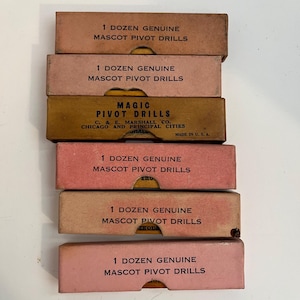 1 DOZEN GENUINE
MASCOT PIVOT DRILLS
1 DOZEN GENUINE
MASCOT PIVOT DRILLS
MAGIC
PIVOT DRILLS
C. & E. MARSHALL CO.
CHICAGO AND PRINCIPAL CITIES
MADE IN U. S. A.
1 DOZEN GENUINE
MASCOT PIVOT DRILLS
1 DOZEN GENUINE
MASCOT PIVOT DRILLS
1 DOZEN GENUINE
MASCOT PIVOT DRILLS